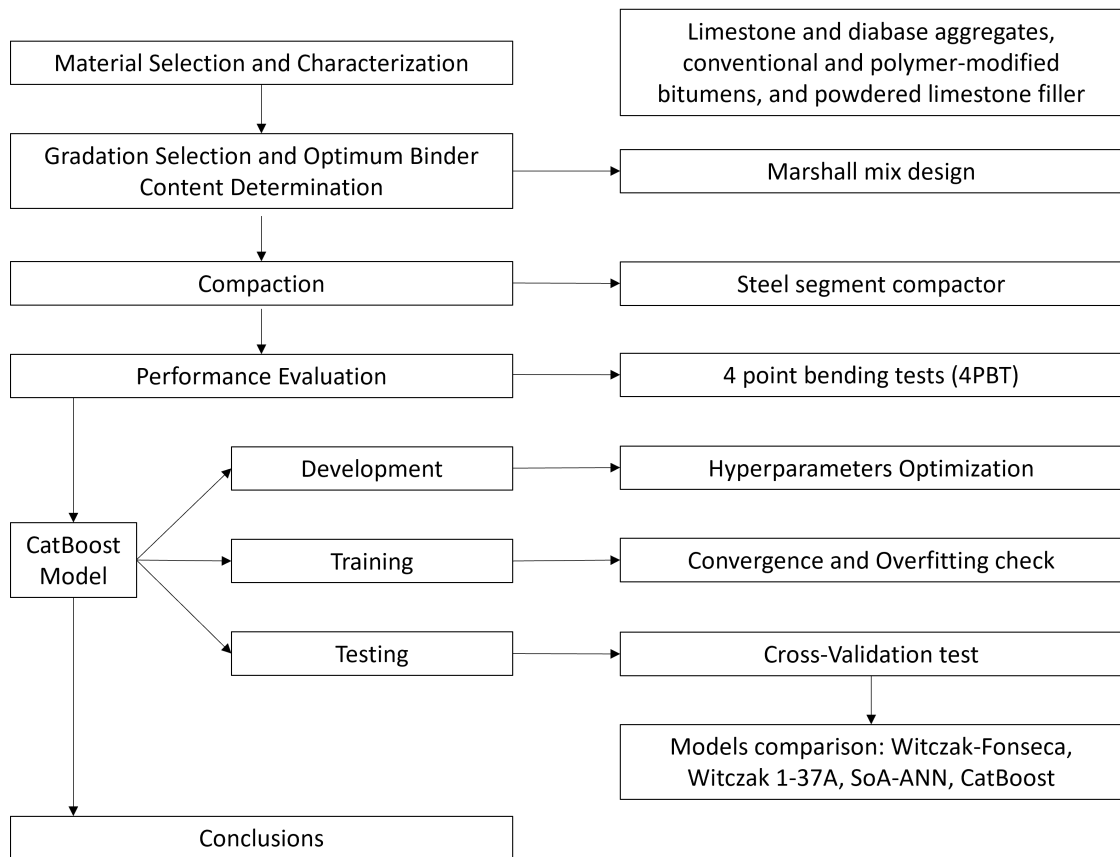 Material Selection and Characterization
Limestone and diabase aggregates,
conventional and polymer-modified
bitumens, and powdered limestone filler
Gradation Selection and Optimum Binder
Content Determination
Marshall mix design
Compaction
Steel segment compactor
Performance Evaluation
4 point bending tests (4PBT)
Development
Hyperparameters Optimization
CatBoost
Model
Training
Convergence and Overfitting check
Testing
Cross-Validation test
Models comparison: Witczak-Fonseca,
Witczak 1-37A, SoA-ANN, CatBoost
Conclusions